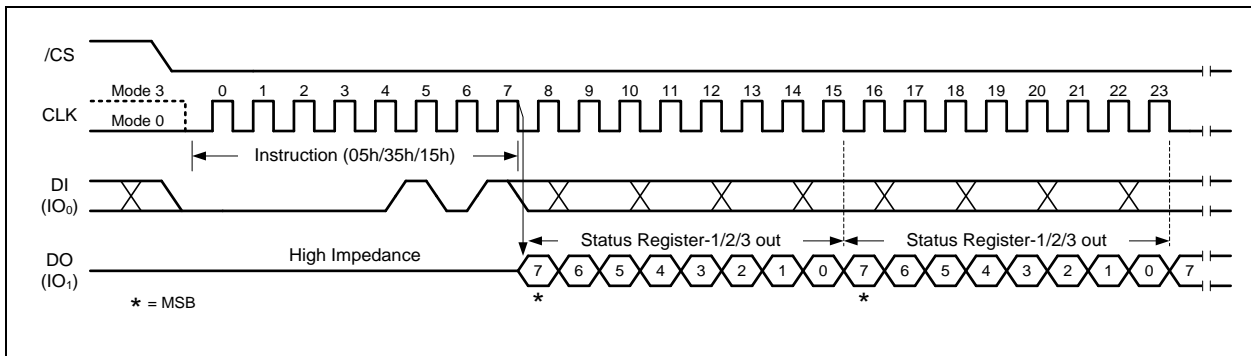 /CS
Mode 3
0 1 2 3 4 5 6 7 8 9 10 11 12 13 14 15 16 17 18 19 20 21 22 23
CLK
Mode 0
Instruction (05h/35h/15h)
DI
(IO₀)
Status Register-1/2/3 out
Status Register-1/2/3 out
High Impedance
DO
(IO₁)
7 6 5 4 3 2 1 0 7 6 5 4 3 2 1 0 7
* *
* = MSB